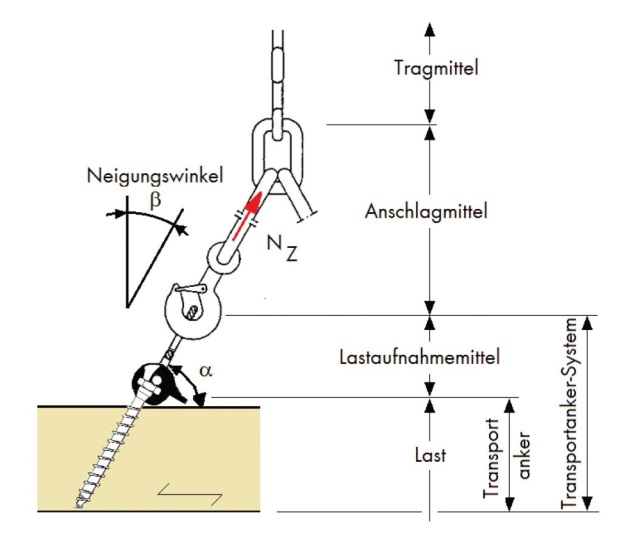 Tragmittel
Neigungswinkel
β
Anschlagmittel
N Z
Lastaufnahmemittel
α
Last
Transport
anker
Transportanker-System